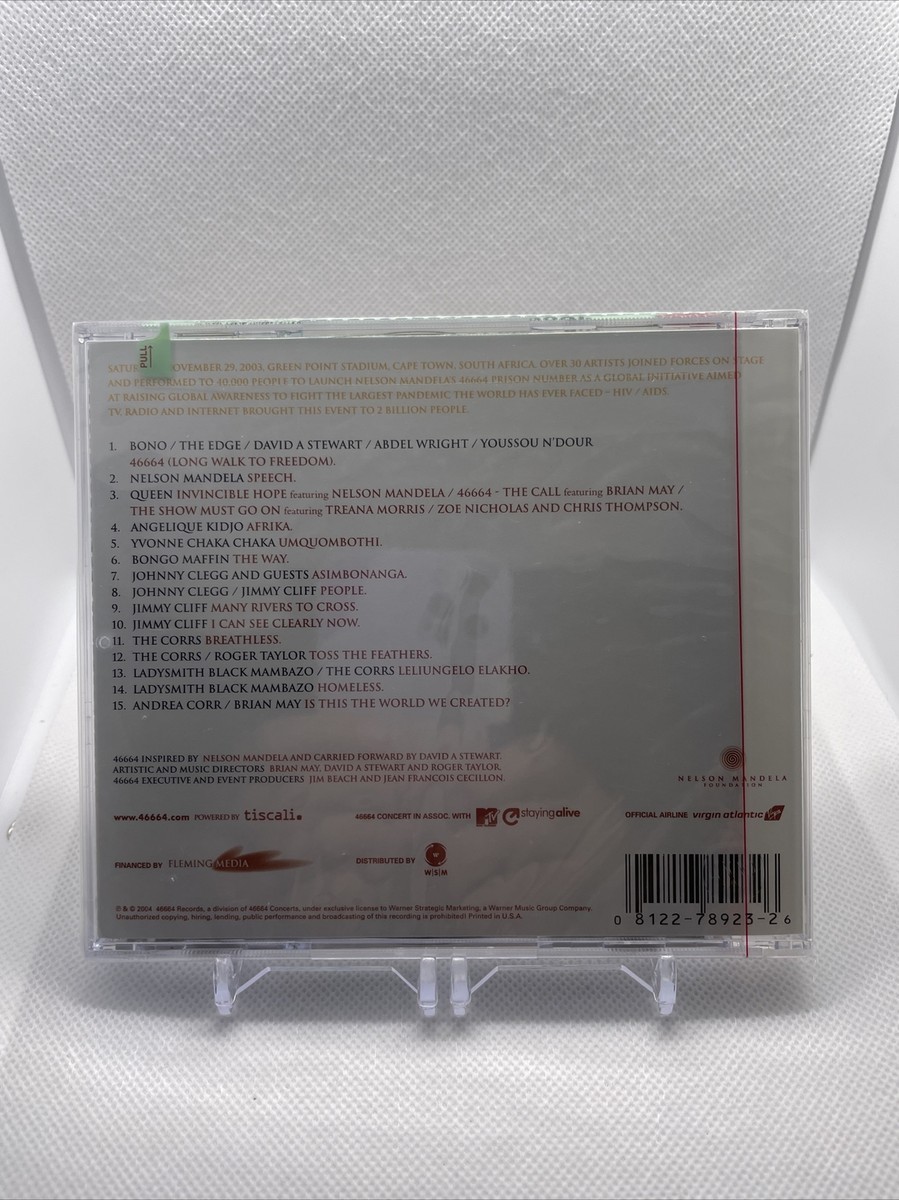 PULL
SATUR OVEMBER 29, 2003, GREEN POINT STADIUM, CAPE TOWN, SOUTH AFRICA. OVER 30 ARTISTS JOINED FORCES ON STAGE
AND PERFORMED TO 40,000 PEOPLE TO LAUNCH NELSON MANDELA'S 46664 PRISON NUMBER AS A GLOBAL INITIATIVE AIMED
AT RAISING GLOBAL AWARENESS TO FIGHT THE LARGEST PANDEMIC THE WORLD HAS EVER FACED – HIV / AIDS.
TV, RADIO AND INTERNET BROUGHT THIS EVENT TO 2 BILLION PEOPLE.
1. BONO / THE EDGE / DAVID A STEWART / ABDEL WRIGHT / YOUSSOU N'DOUR
46664 (LONG WALK TO FREEDOM).
2. NELSON MANDELA SPEECH.
3. QUEEN INVINCIBLE HOPE featuring NELSON MANDELA / 46664 - THE CALL featuring BRIAN MAY /
THE SHOW MUST GO ON featuring TREANA MORRIS / ZOE NICHOLAS AND CHRIS THOMPSON.
4. ANGELIQUE KIDJO AFRIKA.
5. YVONNE CHAKA CHAKA UMQUOMBOTHI.
6. BONGO MAFFIN THE WAY.
7. JOHNNY CLEGG AND GUESTS ASIMBONANGA.
8. JOHNNY CLEGG / JIMMY CLIFF PEOPLE.
9. JIMMY CLIFF MANY RIVERS TO CROSS.
10. JIMMY CLIFF I CAN SEE CLEARLY NOW.
11. THE CORRS BREATHLESS.
12. THE CORRS / ROGER TAYLOR TOSS THE FEATHERS.
13. LADYSMITH BLACK MAMBAZO / THE CORRS LELIUNGELO ELAKHO.
14. LADYSMITH BLACK MAMBAZO HOMELESS.
15. ANDREA CORR / BRIAN MAY IS THIS THE WORLD WE CREATED?
46664 INSPIRED BY NELSON MANDELA AND CARRIED FORWARD BY DAVID A STEWART.
ARTISTIC AND MUSIC DIRECTORS BRIAN MAY, DAVID A STEWART AND ROGER TAYLOR.
46664 EXECUTIVE AND EVENT PRODUCERS JIM BEACH AND JEAN FRANCOIS CECILLON.
NELSON MANDELA
FOUNDATION
www.46664.com POWERED BY tiscali.
46664 CONCERT IN ASSOC. WITH MTV stayingalive
OFFICIAL AIRLINE virgin atlantic
FINANCED BY FLEMING MEDIA
DISTRIBUTED BY
W|S|M
℗ & © 2004 46664 Records, a division of 46664 Concerts, under exclusive license to Warner Strategic Marketing, a Warner Music Group Company.
Unauthorized copying, hiring, lending, public performance and broadcasting of this recording is prohibited! Printed in U.S.A.
0 8122-78923-2 6